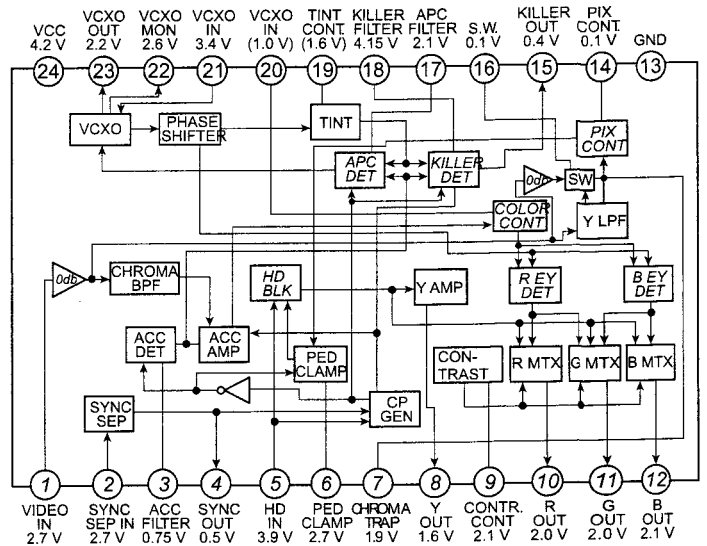 VCC
4.2 V
VCXO
OUT
2.2 V
VCXO
MON
2.6 V
VCXO
IN
3.4 V
VCXO
IN
(1.0 V)
TINT
CONT.
(1.6 V)
KILLER
FILTER
4.15 V
APC
FILTER
2.1 V
S.W.
0.1 V
KILLER
OUT
0.4 V
PIX
CONT.
0.1 V
GND
24
23
22
21
20
19
18
17
16
15
14
13
VCXO
PHASE
SHIFTER
TINT
APC
DET
KILLER
DET
PIX
CONT
0db
SW
COLOR
CONT
Y LPF
0db
CHROMA
BPF
HD
BLK
Y AMP
R EY
DET
B EY
DET
ACC
DET
ACC
AMP
PED
CLAMP
CON-
TRAST
R MTX
G MTX
B MTX
SYNC
SEP
CP
GEN
1
2
3
4
5
6
7
8
9
10
11
12
VIDEO
IN
2.7 V
SYNC
SEP IN
2.7 V
ACC
FILTER
0.75 V
SYNC
OUT
0.5 V
HD
IN
3.9 V
PED
CLAMP
2.7 V
CHROMA
TRAP
1.9 V
Y
OUT
1.6 V
CONTR.
CONT
2.1 V
R
OUT
2.0 V
G
OUT
2.0 V
B
OUT
2.1 V